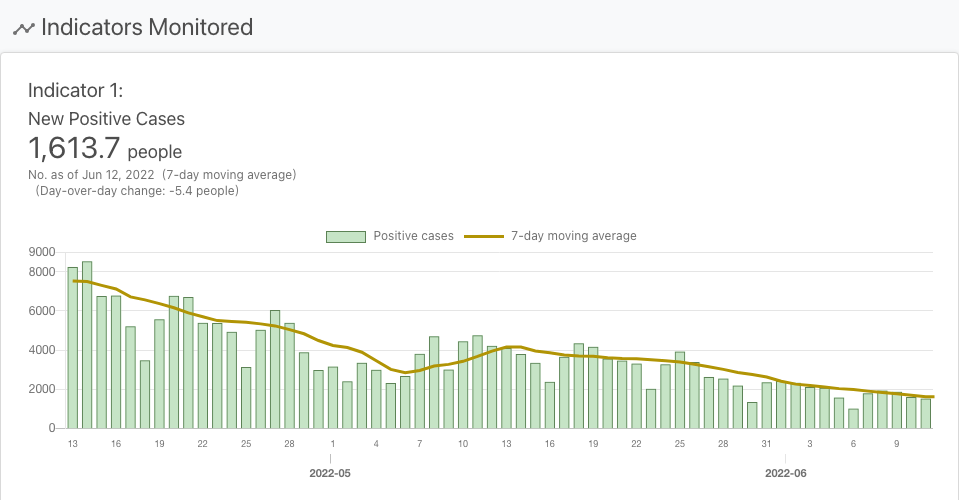 Indicators Monitored
Indicator 1:
New Positive Cases
1,613.7 people
No. as of Jun 12, 2022 (7-day moving average)
(Day-over-day change: -5.4 people)
Positive cases 7-day moving average
9000
8000
6000
4000
2000
0
13 16 19 22 25 28 1 4 7 10 13 16 19 22 25 28 31 3 6 9
2022-05 2022-06